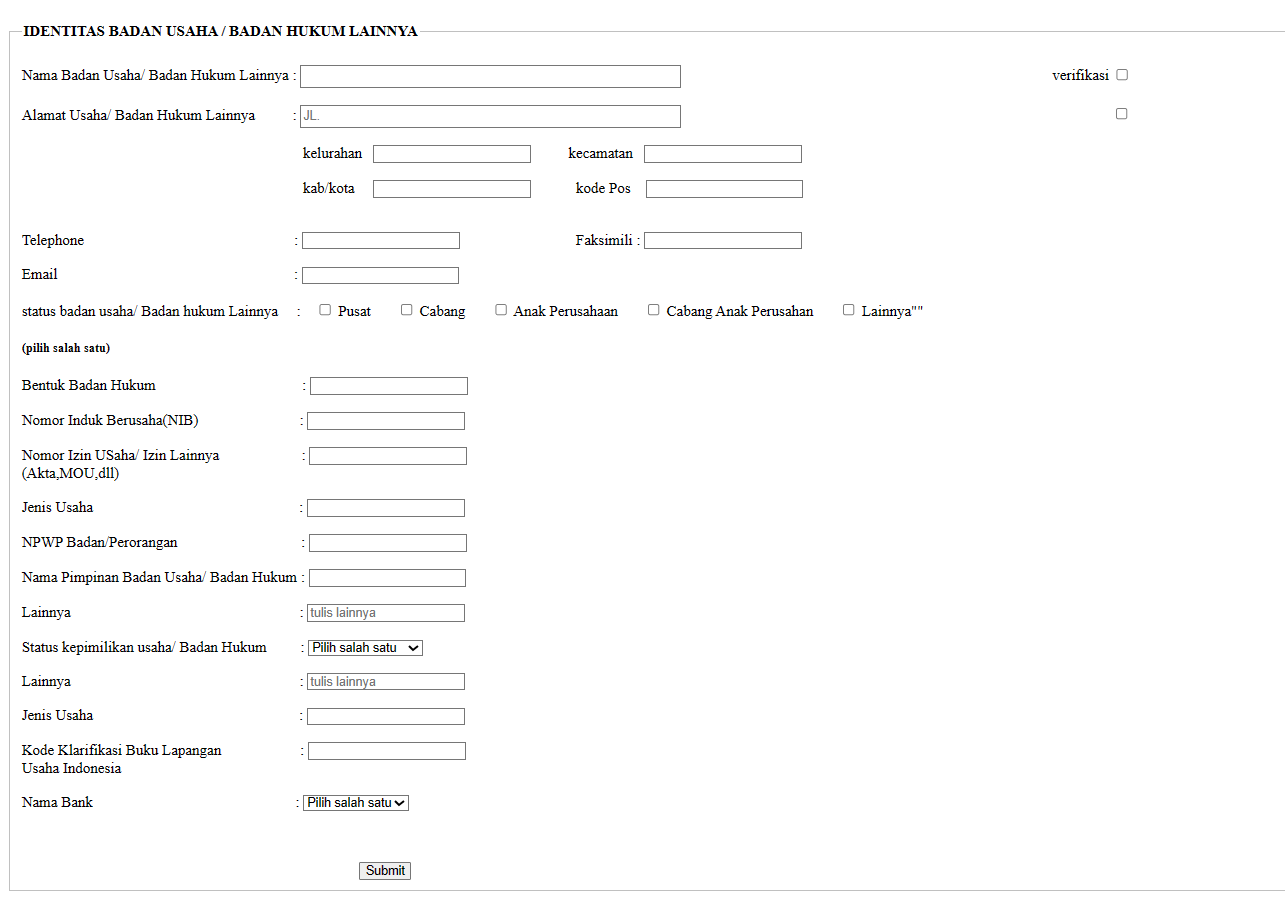 IDENTITAS BADAN USAHA / BADAN HUKUM LAINNYA
Nama Badan Usaha/ Badan Hukum Lainnya : verifikasi
Alamat Usaha/ Badan Hukum Lainnya : JL.
kelurahan kecamatan
kab/kota kode Pos
Telephone : Faksimili :
Email :
status badan usaha/ Badan hukum Lainnya : Pusat Cabang Anak Perusahaan Cabang Anak Perusahan Lainnya""
(pilih salah satu)
Bentuk Badan Hukum :
Nomor Induk Berusaha(NIB) :
Nomor Izin USaha/ Izin Lainnya :
(Akta,MOU,dll)
Jenis Usaha :
NPWP Badan/Perorangan :
Nama Pimpinan Badan Usaha/ Badan Hukum :
Lainnya : tulis lainnya
Status kepimilikan usaha/ Badan Hukum : Pilih salah satu
Lainnya : tulis lainnya
Jenis Usaha :
Kode Klarifikasi Buku Lapangan :
Usaha Indonesia
Nama Bank : Pilih salah satu
Submit